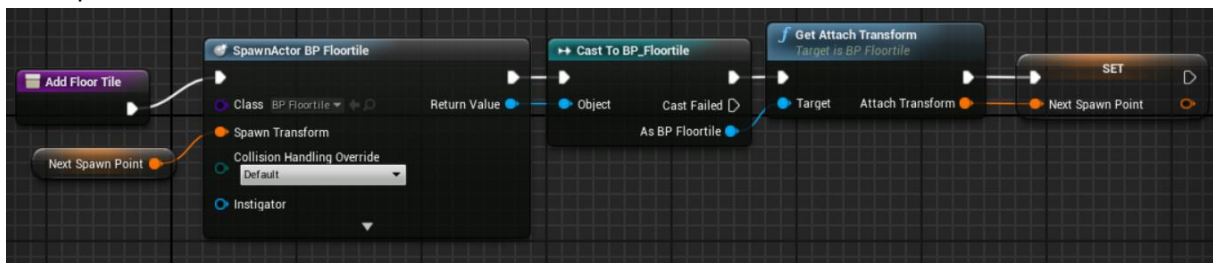 Add Floor Tile
Next Spawn Point
SpawnActor BP Floortile
Class BP Floortile Return Value
Spawn Transform
Collision Handling Override
Default
Instigator
Cast To BP_Floortile
Object Cast Failed
As BP Floortile
f Get Attach Transform
Target is BP Floortile
Target Attach Transform
SET
Next Spawn Point